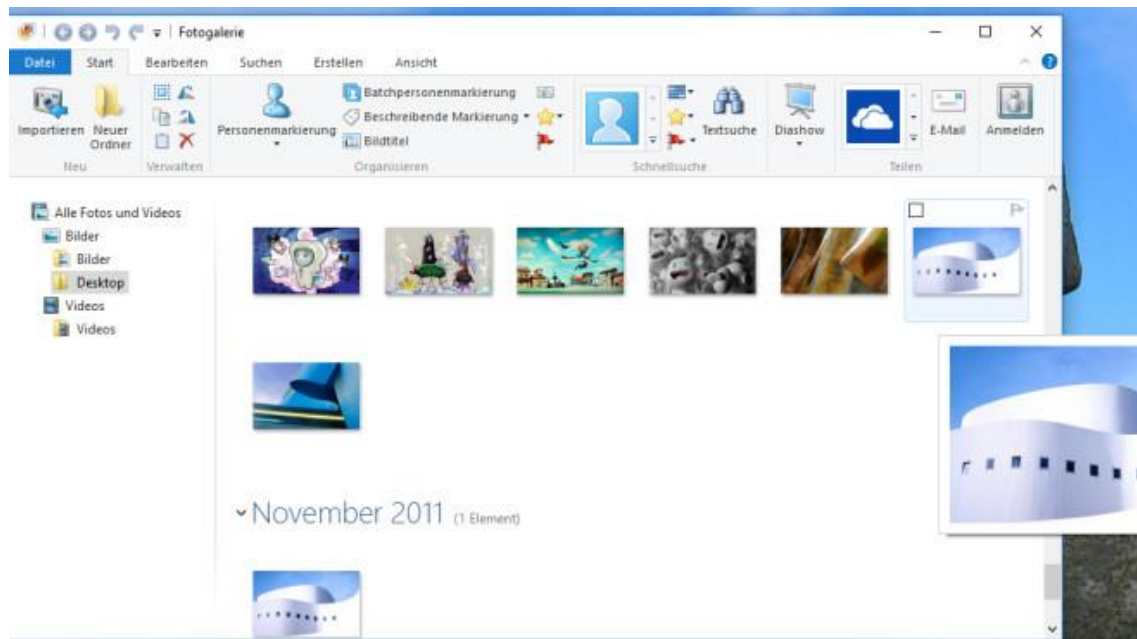 Fotogalerie
Datei Start Bearbeiten Suchen Erstellen Ansicht
Importieren Neuer Ordner
Personenmarkierung
Batchpersonenmarkierung
Beschreibende Markierung
Bildtitel
Textsuche
Diashow
E-Mail
Anmelden
Neu Verwalten Organisieren Schnellsuche Teilen
Alle Fotos und Videos
Bilder
Bilder
Desktop
Videos
Videos
November 2011 (1 Element)